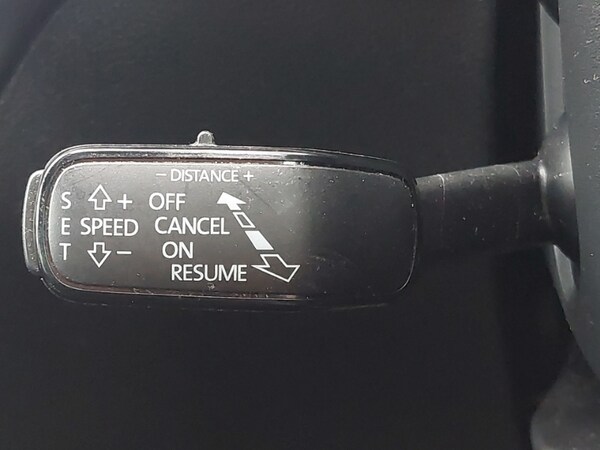 - DISTANCE +
S + OFF
E SPEED CANCEL
T - ON
RESUME